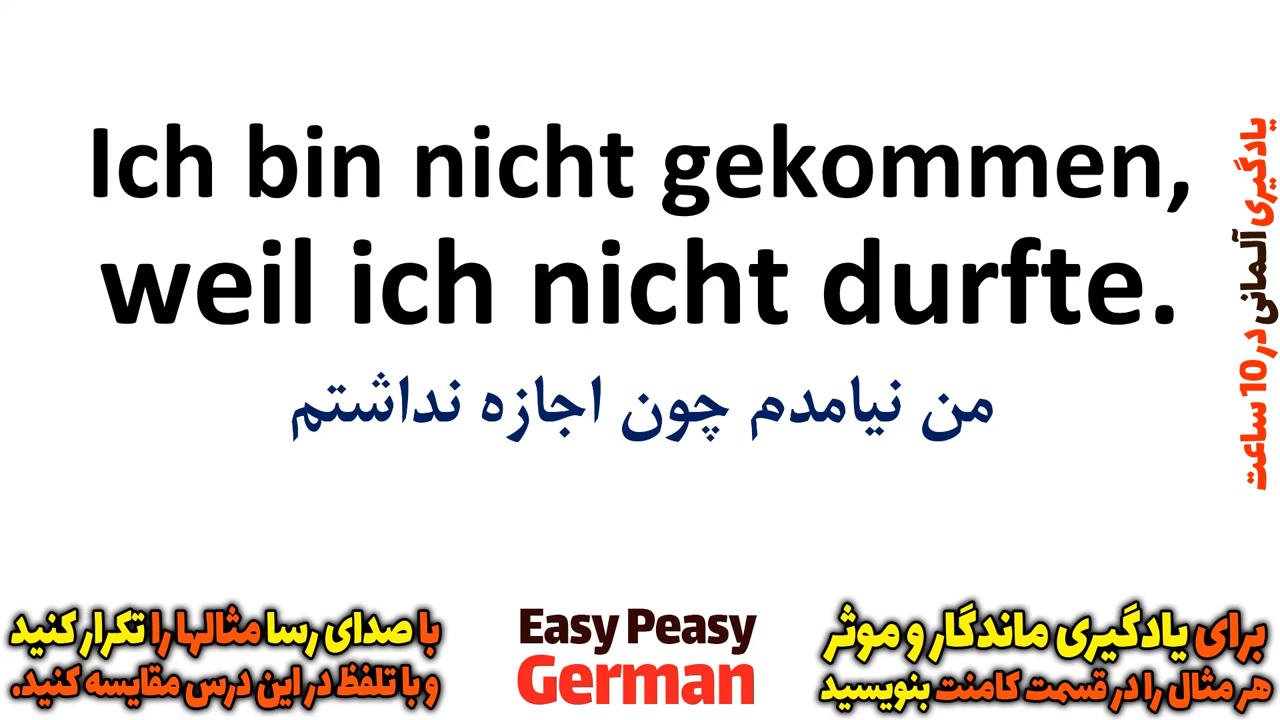 Ich bin nicht gekommen,
weil ich nicht durfte.
من نیامدم چون اجازه نداشتم
یادگیری آلمانی در 10 ساعت
برای یادگیری ماندگار و موثر
هر مثال را در قسمت کامنت بنویسید
Easy Peasy
German
با صدای رسا مثالها را تکرار کنید
و با تلفظ در این درس مقایسه کنید.